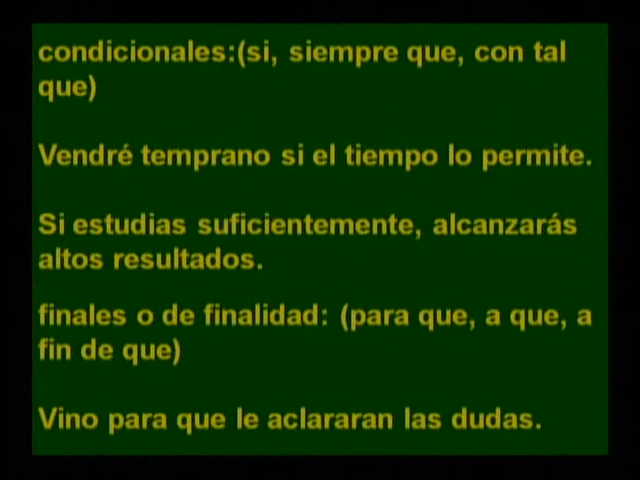 condicionales:(si, siempre que, con tal
que)
Vendré temprano si el tiempo lo permite.
Si estudias suficientemente, alcanzarás
altos resultados.
finales o de finalidad: (para que, a que, a
fin de que)
Vino para que le aclararan las dudas.